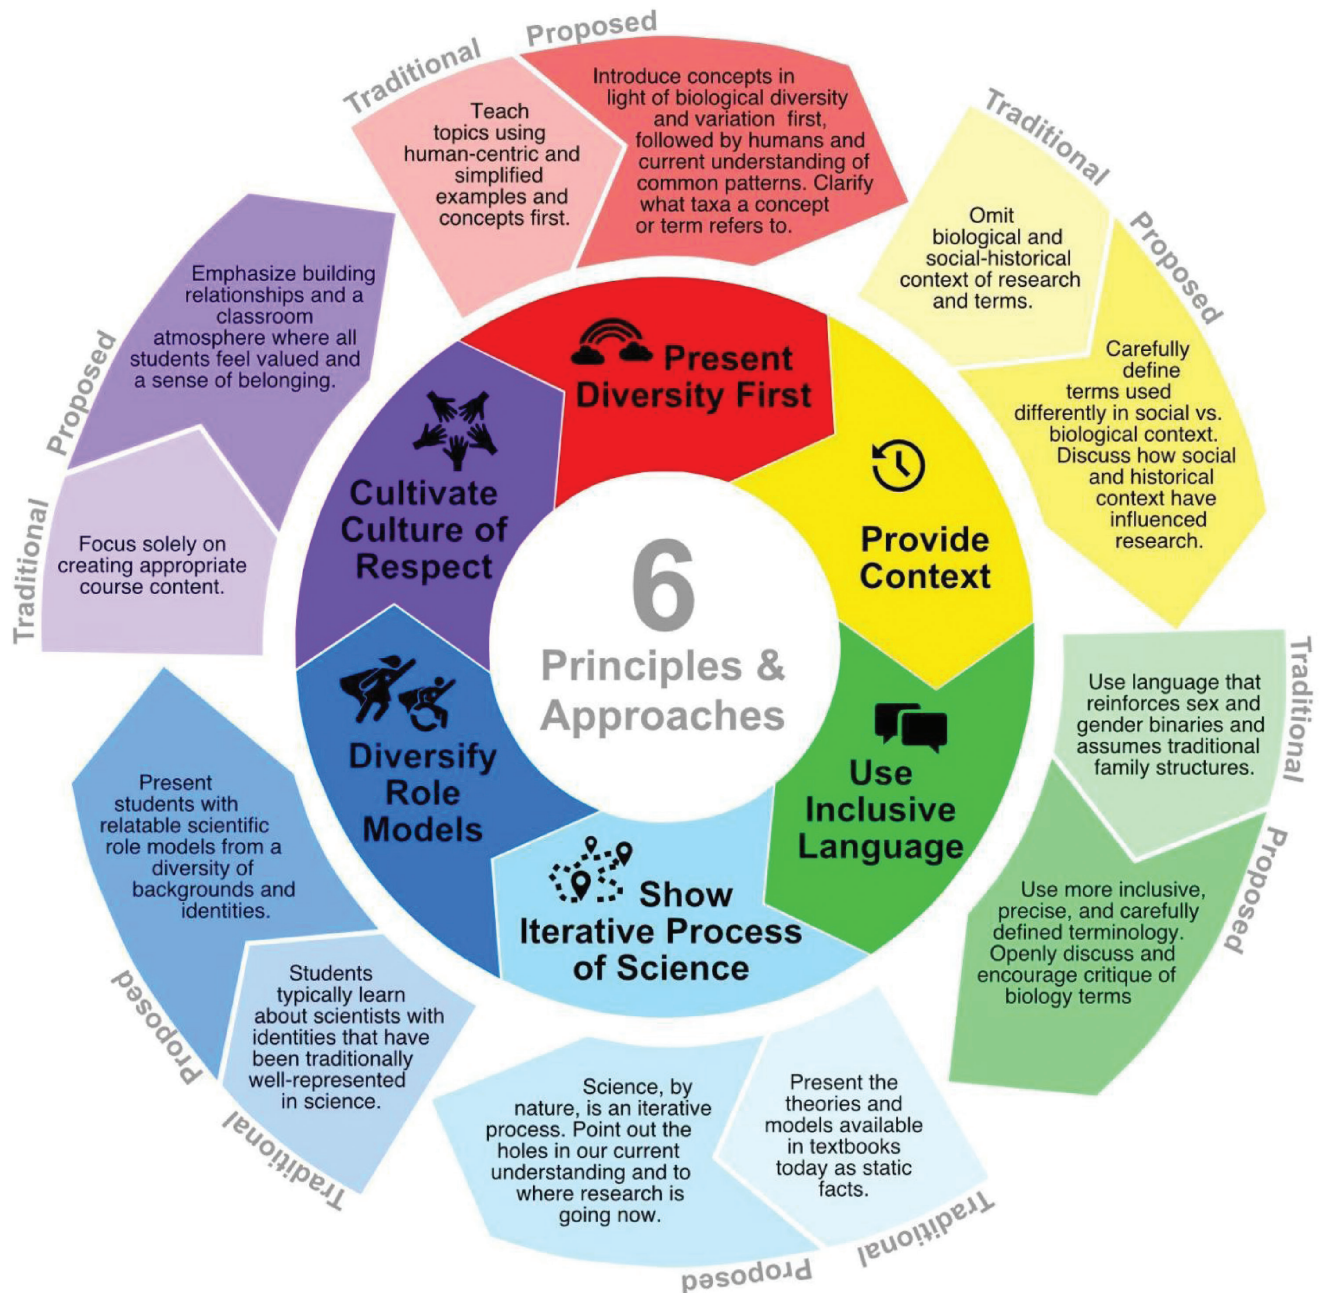 6
Principles &
Approaches
Present
Diversity First
Traditional
Teach
topics using
human-centric and
simplified
examples and
concepts first.
Proposed
Introduce concepts in
light of biological diversity
and variation first,
followed by humans and
current understanding of
common patterns. Clarify
what taxa a concept
or term refers to.
Provide
Context
Traditional
Omit
biological and
social-historical
context of research
and terms.
Proposed
Carefully
define
terms used
differently in social vs.
biological context.
Discuss how social
and historical
context have
influenced
research.
Use
Inclusive
Language
Traditional
Use language that
reinforces sex and
gender binaries and
assumes traditional
family structures.
Proposed
Use more inclusive,
precise, and carefully
defined terminology.
Openly discuss and
encourage critique of
biology terms
Show
Iterative Process
of Science
Traditional
Present the
theories and
models available
in textbooks
today as static
facts.
Proposed
Science, by
nature, is an iterative
process. Point out the
holes in our current
understanding and to
where research is
going now.
Diversify
Role
Models
Traditional
Students
typically learn
about scientists with
identities that have
been traditionally
well-represented
in science.
Proposed
Present
students with
relatable scientific
role models from a
diversity of
backgrounds and
identities.
Cultivate
Culture of
Respect
Traditional
Focus solely on
creating appropriate
course content.
Proposed
Emphasize building
relationships and a
classroom
atmosphere where all
students feel valued and
a sense of belonging.